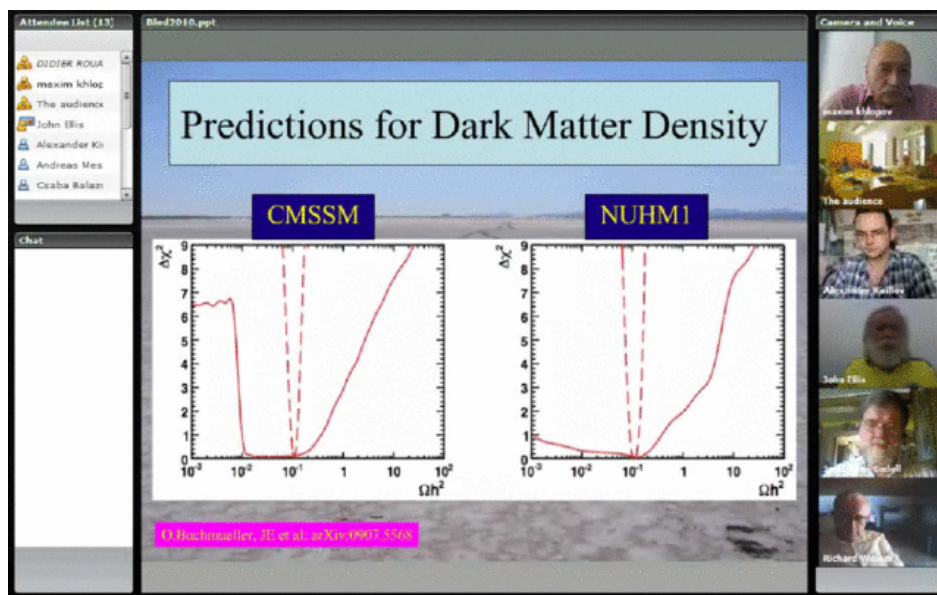 Attendee List (13)
DIDIER ROUA
maxim khlop
The audience
John Ellis
Alexander Kir
Andreas Mes
Csaba Balazs
Chat
Bled2010.ppt
Predictions for Dark Matter Density
CMSSM
NUHM1
Δχ²
9
8
7
6
5
4
3
2
1
0
10⁻³
10⁻²
10⁻¹
1
10
10²
Ωh²
Δχ²
9
8
7
6
5
4
3
2
1
0
10⁻³
10⁻²
10⁻¹
1
10
10²
Ωh²
O.Buchmueller, JE et al: arXiv:0907.5568
Camera and Voice
maxim khlopov
The audience
Alexander Kirillov
John Ellis
Richard